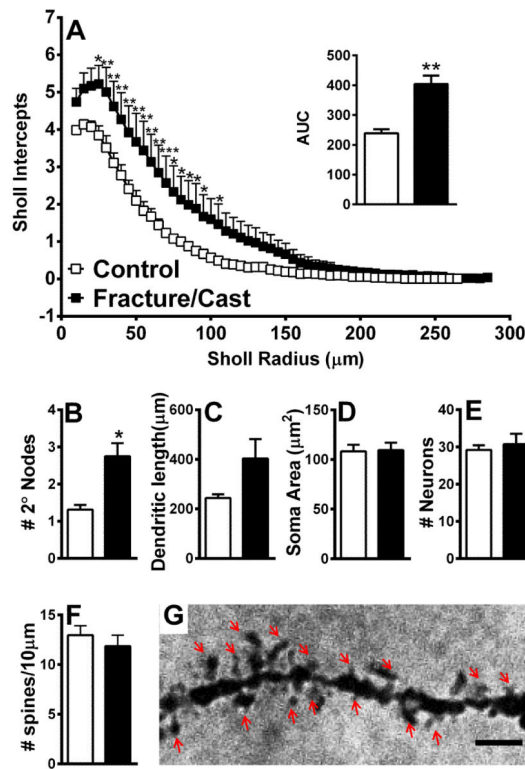 A
6
5
4
3
2
1
0
-1
Sholl Intercepts
* ** ** ** ** ** ** ** ** *** * * ** ** * *
0 50 100 150 200 250 300
Sholl Radius (μm)
Control
Fracture/Cast
AUC
500
400
300
200
100
0
**
B
# 2° Nodes
4
3
2
1
0
*
C
Dendritic length(μm)
600
400
200
0
D
Soma Area (μm²)
150
100
50
0
E
# Neurons
40
30
20
10
0
F
# spines/10μm
15
10
5
0
G